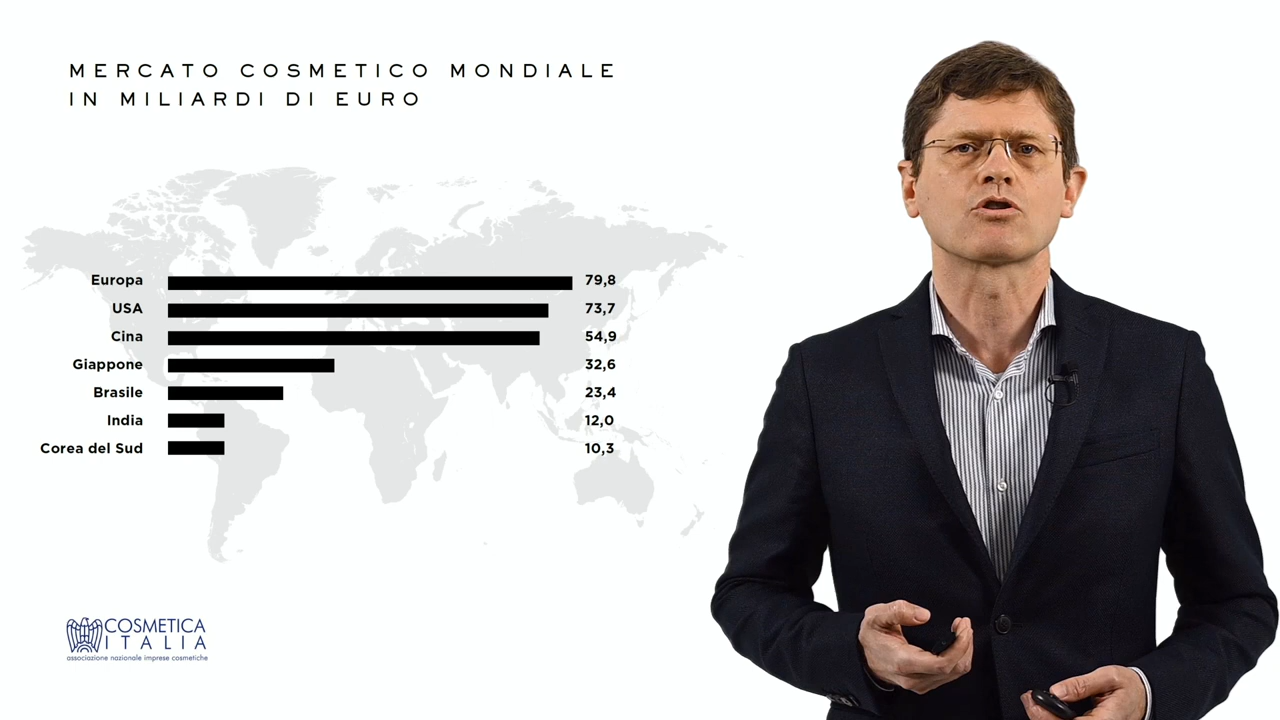 MERCATO COSMETICO MONDIALE
IN MILIARDI DI EURO
Europa 79,8
USA 73,7
Cina 54,9
Giappone 32,6
Brasile 23,4
India 12,0
Corea del Sud 10,3
COSMETICA
ITALIA
associazione nazionale imprese cosmetiche